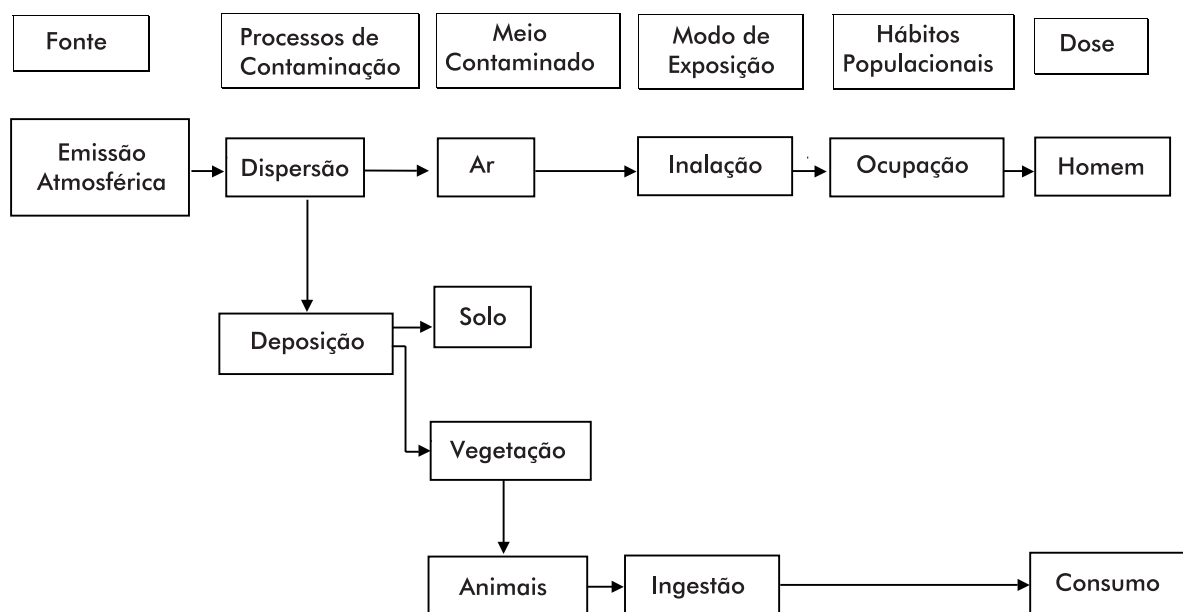 Fonte
Processos de
Contaminação
Meio
Contaminado
Modo de
Exposição
Hábitos
Populacionais
Dose
Emissão
Atmosférica
Dispersão
Ar
Inalação
Ocupação
Homem
Deposição
Solo
Vegetação
Animais
Ingestão
Consumo